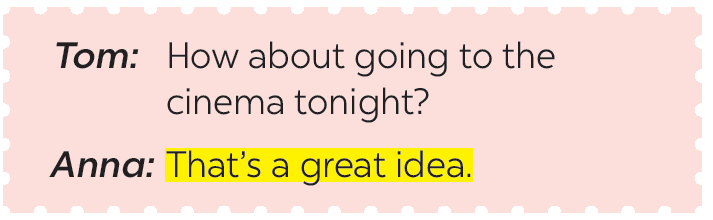 Tom: How about going to the
cinema tonight?
Anna: That's a great idea.